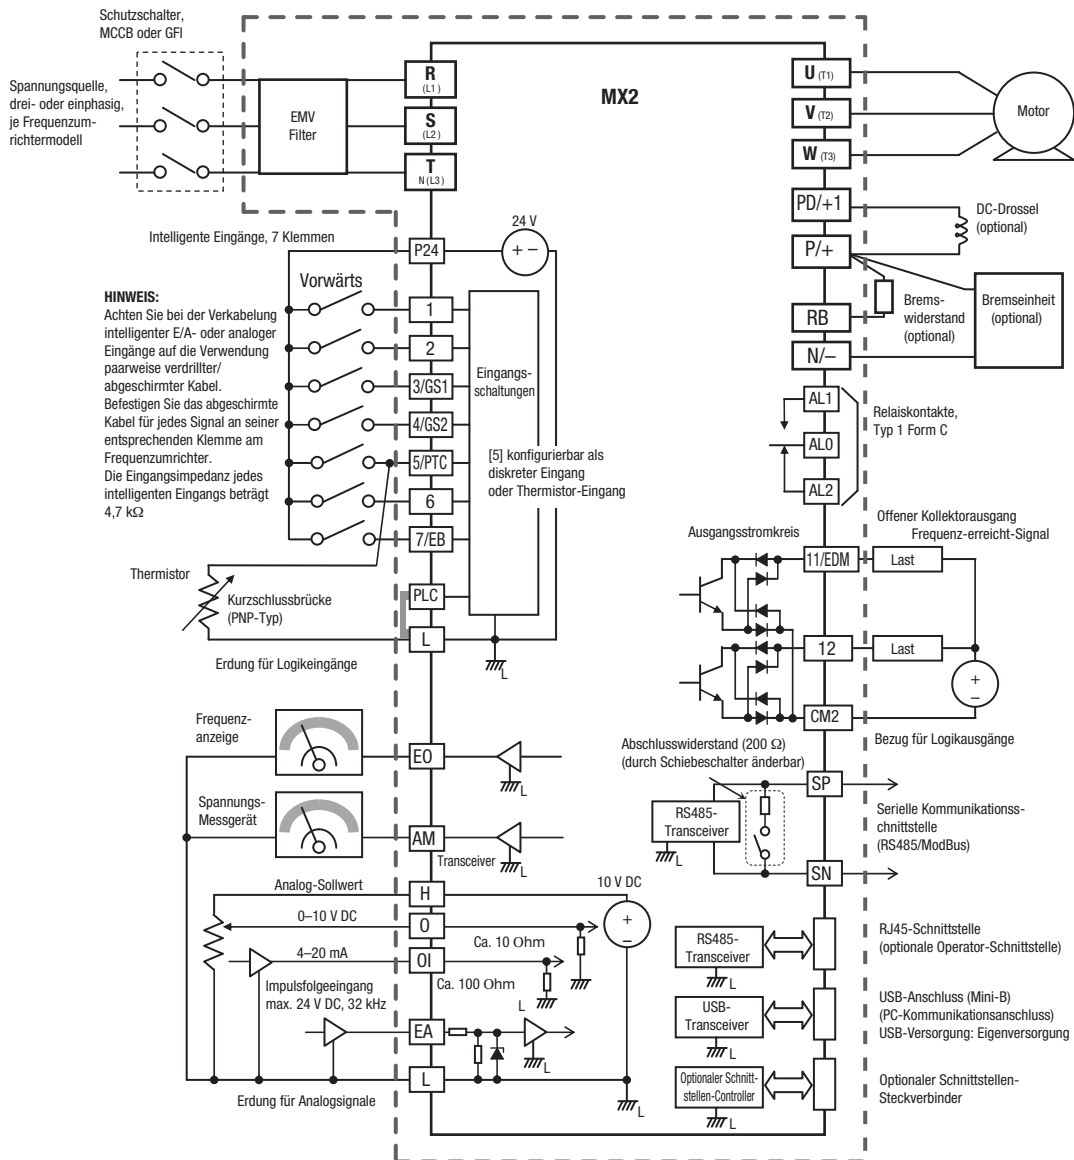 Schutzschalter,
MCCB oder GFI
Spannungsquelle,
drei- oder einphasig,
je Frequenzum-
richtermodell
EMV
Filter
R
(L1)
S
(L2)
T
N (L3)
MX2
U (T1)
V (T2)
W (T3)
Motor
PD/+1
P/+
DC-Drossel
(optional)
RB
N/–
Brems-
widerstand
(optional)
Bremseinheit
(optional)
Intelligente Eingänge, 7 Klemmen
24 V
P24
+ –
Vorwärts
HINWEIS:
Achten Sie bei der Verkabelung
intelligenter E/A- oder analoger
Eingänge auf die Verwendung
paarweise verdrillter/
abgeschirmter Kabel.
Befestigen Sie das abgeschirmte
Kabel für jedes Signal an seiner
entsprechenden Klemme am
Frequenzumrichter.
Die Eingangsimpedanz jedes
intelligenten Eingangs beträgt
4,7 kΩ
1
2
3/GS1
4/GS2
5/PTC
6
7/EB
PLC
L
Eingangs-
schaltungen
[5] konfigurierbar als
diskreter Eingang
oder Thermistor-Eingang
Thermistor
Kurzschlussbrücke
(PNP-Typ)
Erdung für Logikeingänge
L
AL1
AL0
AL2
Relaiskontakte,
Typ 1 Form C
Ausgangsstromkreis
Offener Kollektorausgang
Frequenz-erreicht-Signal
11/EDM
Last
12
Last
+
–
CM2
Bezug für Logikausgänge
Frequenz-
anzeige
EO
L
Spannungs-
Messgerät
AM
Transceiver
L
Abschlusswiderstand (200 Ω)
(durch Schiebeschalter änderbar)
RS485-
Transceiver
L
SP
SN
Serielle Kommunikationss-
chnittstelle
(RS485/ModBus)
Analog-Sollwert
H
10 V DC
+
–
0–10 V DC
O
Ca. 10 Ohm
4–20 mA
OI
Ca. 100 Ohm
Impulsfolgeeingang
max. 24 V DC, 32 kHz
EA
L
L
L
L
Erdung für Analogsignale
RS485-
Transceiver
L
RJ45-Schnittstelle
(optionale Operator-Schnittstelle)
USB-
Transceiver
L
USB-Anschluss (Mini-B)
(PC-Kommunikationsanschluss)
USB-Versorgung: Eigenversorgung
Optionaler Schnitt-
stellen-Controller
L
Optionaler Schnittstellen-
Steckverbinder